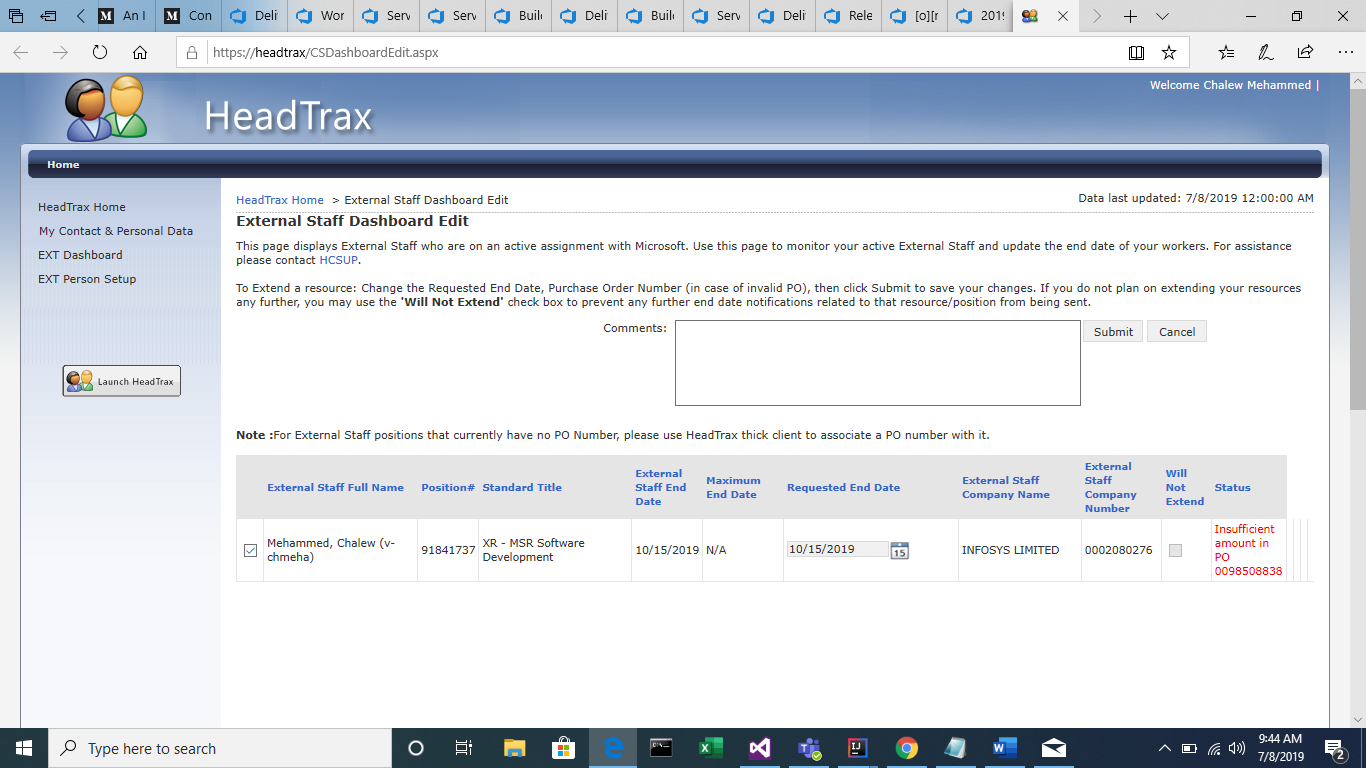 An I
Con
Deliv
Wor
Serv
Serv
Build
Deliv
Build
Serv
Deliv
Rele
[o][r
2019
https://headtrax/CSDashboardEdit.aspx
Welcome Chalew Mehammed |
HeadTrax
Home
HeadTrax Home
My Contact & Personal Data
EXT Dashboard
EXT Person Setup
Launch HeadTrax
HeadTrax Home > External Staff Dashboard Edit
Data last updated: 7/8/2019 12:00:00 AM
External Staff Dashboard Edit
This page displays External Staff who are on an active assignment with Microsoft. Use this page to monitor your active External Staff and update the end date of your workers. For assistance
please contact HCSUP.
To Extend a resource: Change the Requested End Date, Purchase Order Number (in case of invalid PO), then click Submit to save your changes. If you do not plan on extending your resources
any further, you may use the 'Will Not Extend' check box to prevent any further end date notifications related to that resource/position from being sent.
Comments:
Submit
Cancel
Note :For External Staff positions that currently have no PO Number, please use HeadTrax thick client to associate a PO number with it.
External Staff Full Name
Position#
Standard Title
External
Staff End
Date
Maximum
End Date
Requested End Date
External Staff
Company Name
External
Staff
Company
Number
Will
Not
Extend
Status
Mehammed, Chalew (v-
chmeha)
91841737
XR - MSR Software
Development
10/15/2019
N/A
10/15/2019
15
INFOSYS LIMITED
0002080276
Insufficient
amount in
PO
0098508838
Type here to search
9:44 AM
7/8/2019
2